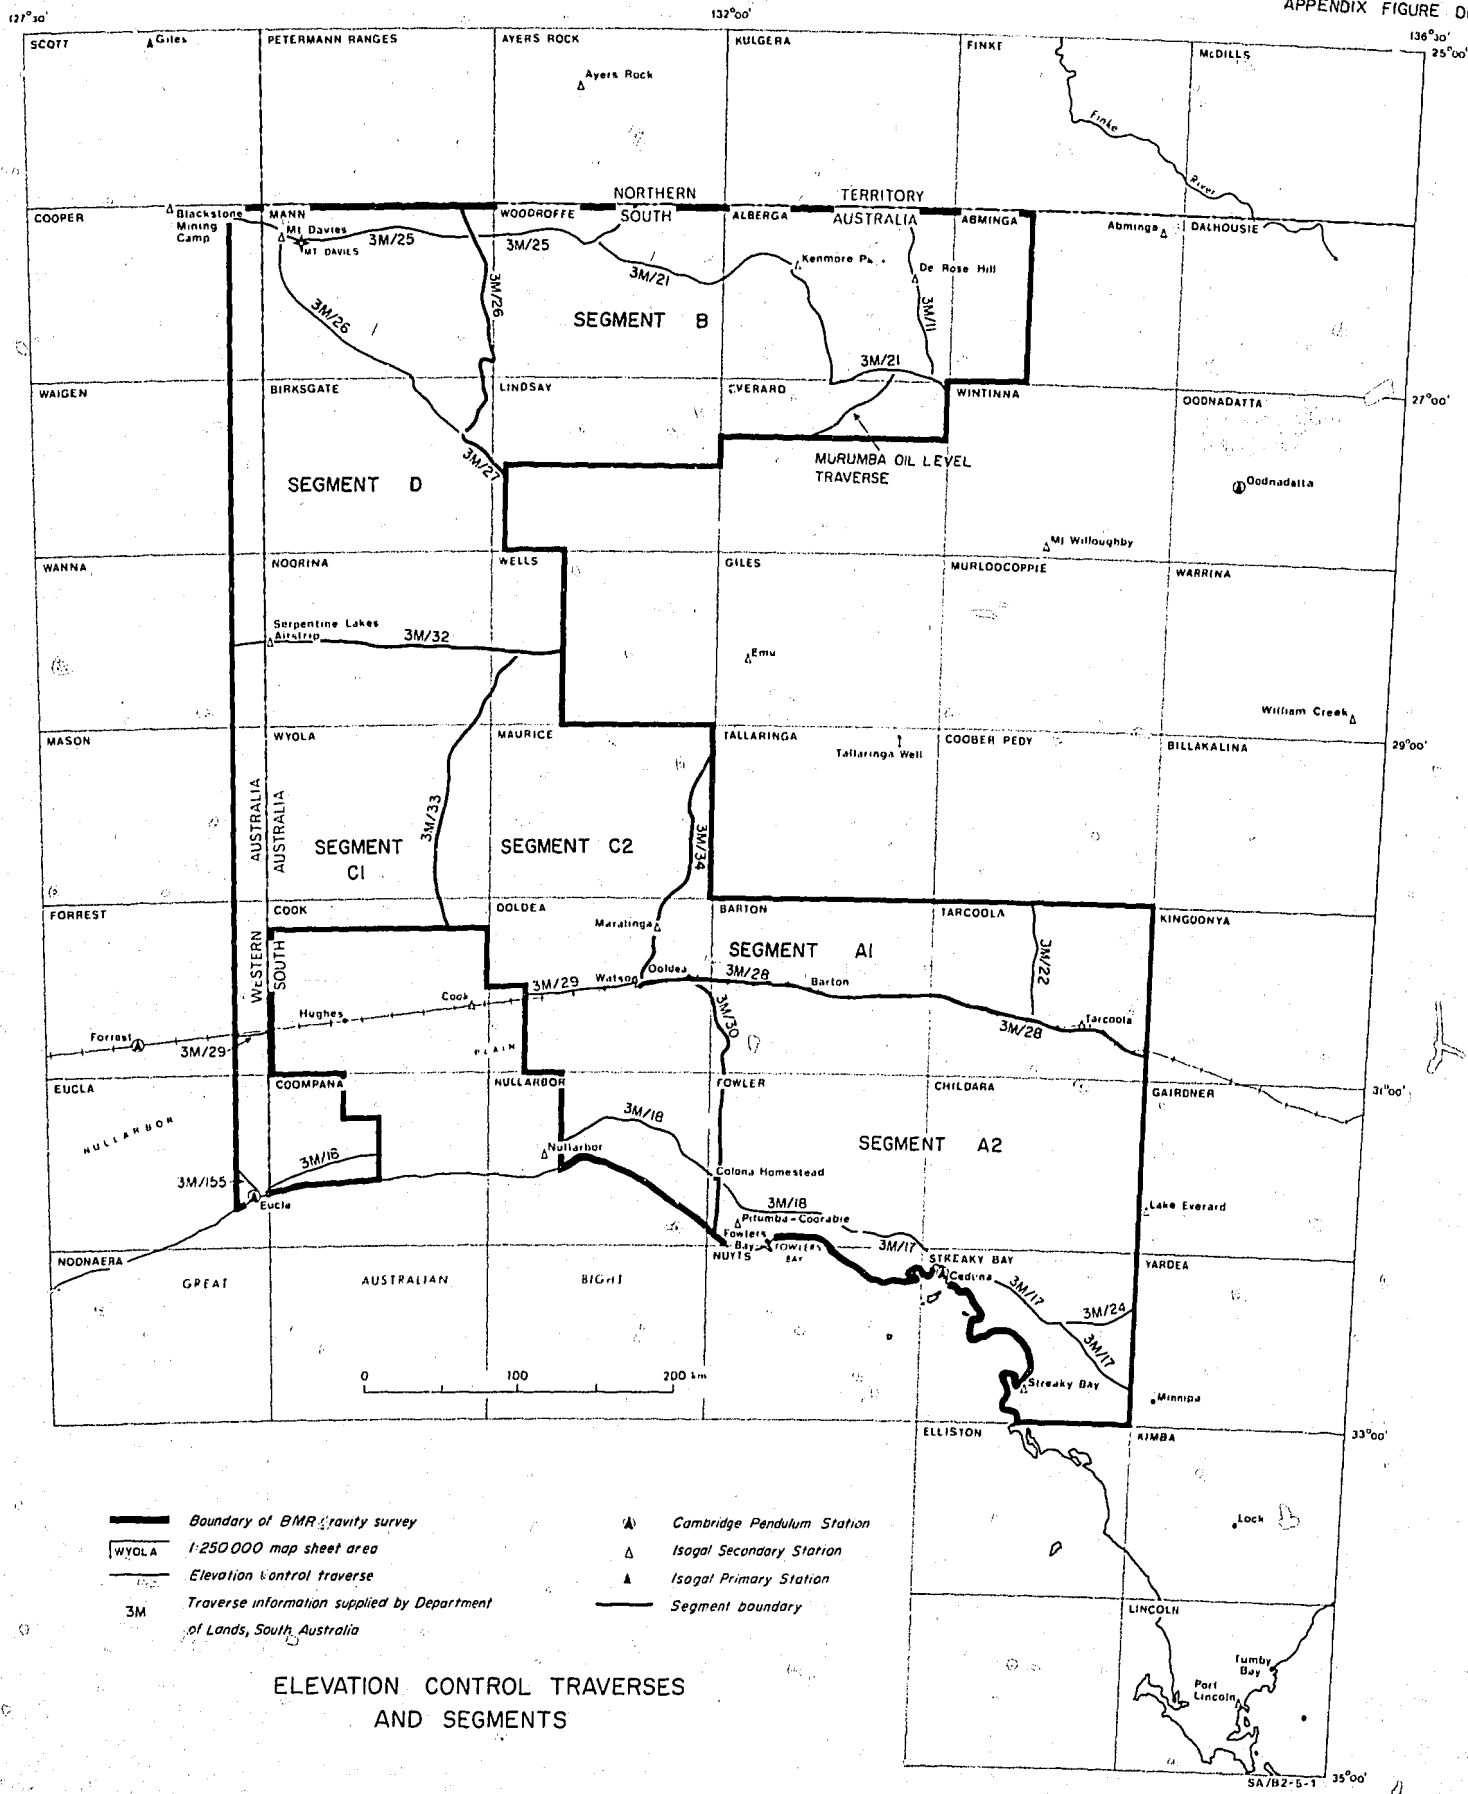 APPENDIX FIGURE
127°30'
132°00'
136°30'
25°00'
SCOTT
Giles
PETERMANN RANGES
AYERS ROCK
KULGERA
FINKE
McDILLS
Ayers Rock
Finke
River
NORTHERN
TERRITORY
COOPER
Blackstone
Mining
Camp
MANN
WOODROFFE
SOUTH
ALBERGA
AUSTRALIA
ABMINGA
Abminga
DALHOUSIE
Mt Davies
MT DAVIES
3M/25
3M/25
3M/21
Kenmore Pk.
De Rose Hill
3M/26
3M/26
3M/11
SEGMENT B
3M/21
WAIGEN
BIRKSGATE
LINDSAY
EVERARD
WINTINNA
OODNADATTA
27°00'
3M/27
MURUMBA OIL LEVEL
TRAVERSE
SEGMENT D
Oodnadatta
Mt Willoughby
WANNA
NOORINA
WELLS
GILES
MURLOOCOPPIE
WARRINA
Serpentine Lakes
Airstrip
3M/32
Emu
William Creek
MASON
WYOLA
MAURICE
TALLARINGA
COOBER PEDY
BILLAKALINA
29°00'
Tallaringa Well
AUSTRALIA
AUSTRALIA
3M/33
3M/34
SEGMENT
C1
SEGMENT C2
FORREST
COOK
OOLDEA
BARTON
TARCOOLA
KINGOONYA
Maralinga
WESTERN
SOUTH
SEGMENT A1
3M/22
Ooldea
3M/28
Watson
3M/29
Barton
Cook
Hughes
3M/30
3M/28
Tarcoola
Forrest
3M/29
PLAIN
EUCLA
COOMPANA
NULLARBOR
FOWLER
CHILDARA
GAIRDNER
31°00'
NULLARBOR
3M/18
SEGMENT A2
Nullarbor
3M/18
Colona Homestead
3M/155
Eucla
3M/18
Pitumba-Coorabie
Lake Everard
Fowlers
Bay
FOWLERS
BAY
3M/17
NOONAERA
NUYTS
STREAKY BAY
YARDEA
GREAT
AUSTRALIAN
BIGHT
Ceduna
3M/17
3M/24
3M/17
0
100
200 km
Streaky Bay
Minnipa
ELLISTON
KIMBA
33°00'
Boundary of BMR gravity survey
WYOLA
1:250 000 map sheet area
Elevation control traverse
3M
Traverse information supplied by Department
of Lands, South Australia
Cambridge Pendulum Station
Isogal Secondary Station
Isogal Primary Station
Segment boundary
Lock
LINCOLN
Tumby
Bay
Port
Lincoln
ELEVATION CONTROL TRAVERSES
AND SEGMENTS
SA/B2-5-1
35°00'